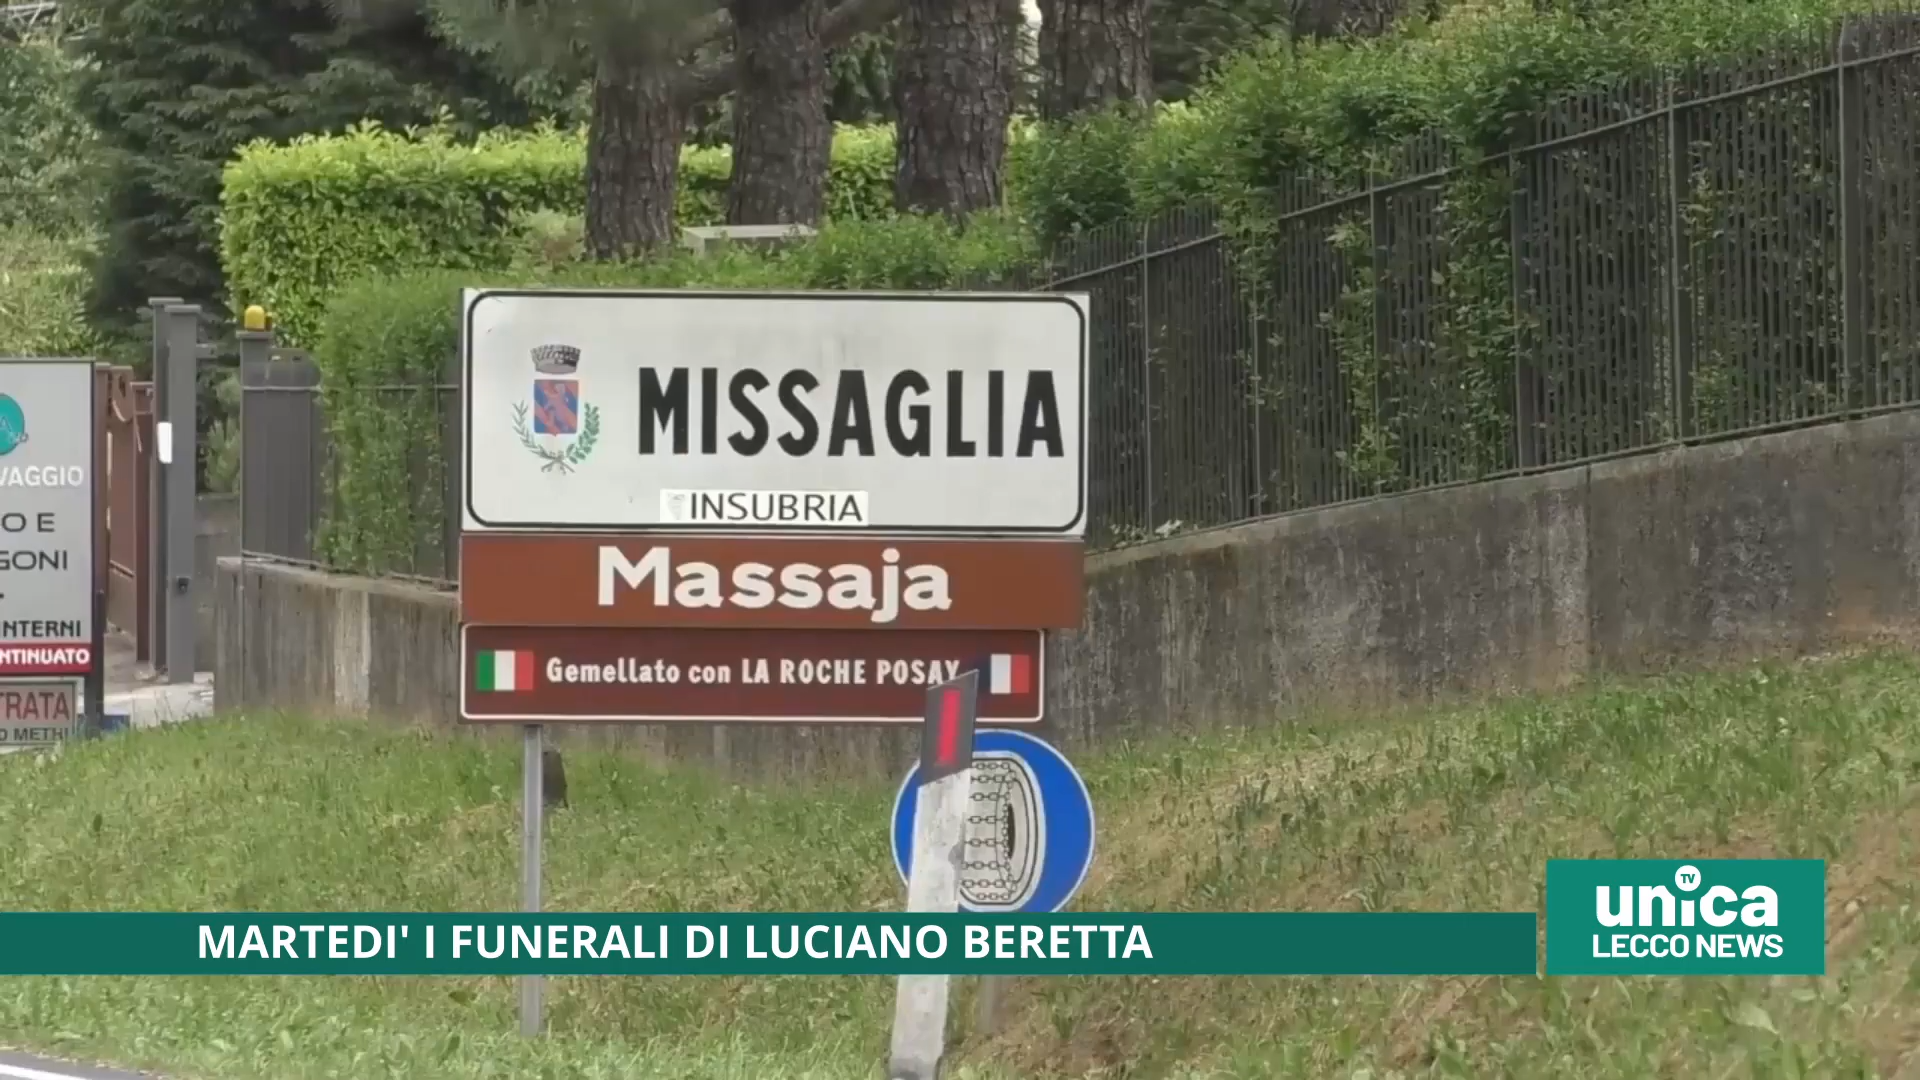 MISSAGLIA
INSUBRIA
Massaja
Gemellato con LA ROCHE POSAY
VAGGIO
O E
GONI
INTERNI
NTINUATO
TRATA
O METHI
MARTEDI' I FUNERALI DI LUCIANO BERETTA
unica TV
LECCO NEWS